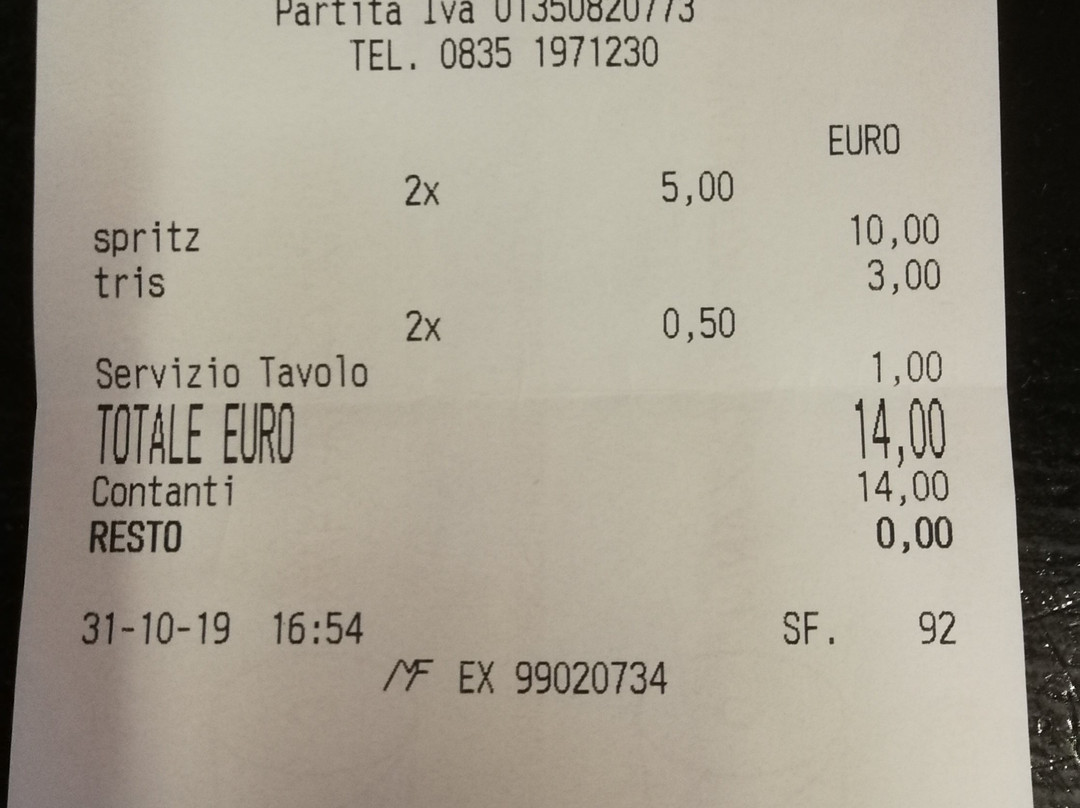 Partita Iva 01350820773
TEL. 0835 1971230
EURO
2x 5,00
spritz 10,00
tris 3,00
2x 0,50
Servizio Tavolo 1,00
TOTALE EURO 14,00
Contanti 14,00
RESTO 0,00
31-10-19 16:54 SF. 92
MF EX 99020734